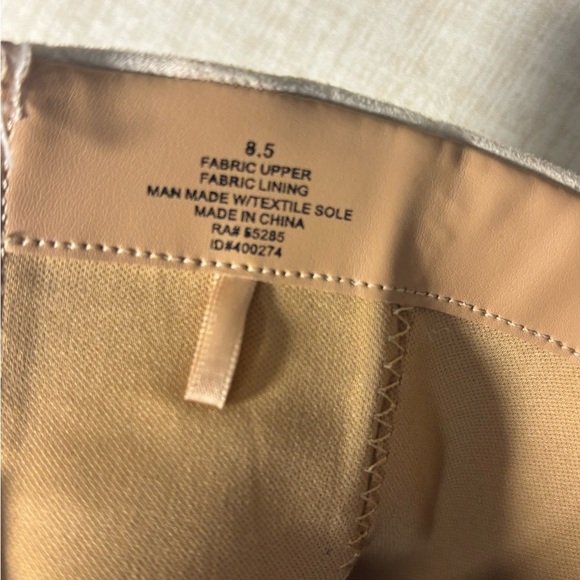 8.5
FABRIC UPPER
FABRIC LINING
MAN MADE W/TEXTILE SOLE
MADE IN CHINA
RA# 55285
ID#400274